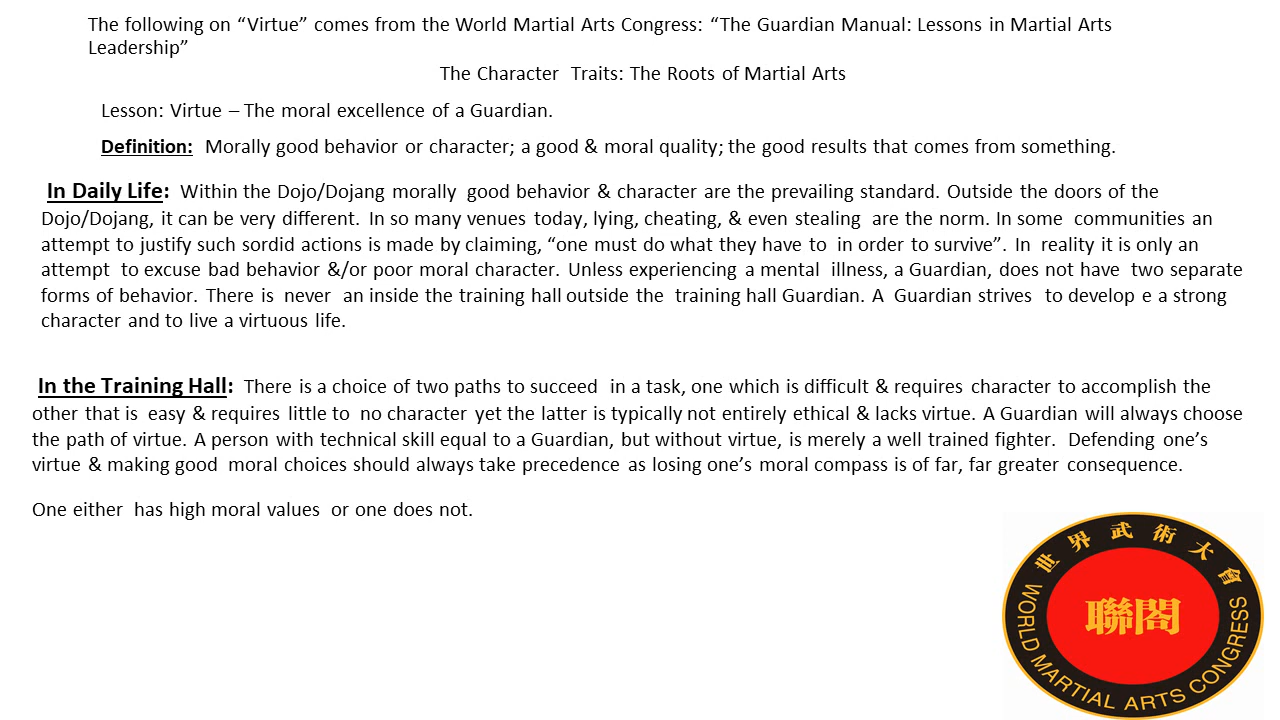 The following on “Virtue” comes from the World Martial Arts Congress: “The Guardian Manual: Lessons in Martial Arts
Leadership”
The Character Traits: The Roots of Martial Arts
Lesson: Virtue – The moral excellence of a Guardian.
Definition: Morally good behavior or character; a good & moral quality; the good results that comes from something.
In Daily Life: Within the Dojo/Dojang morally good behavior & character are the prevailing standard. Outside the doors of the
Dojo/Dojang, it can be very different. In so many venues today, lying, cheating, & even stealing are the norm. In some communities an
attempt to justify such sordid actions is made by claiming, “one must do what they have to in order to survive”. In reality it is only an
attempt to excuse bad behavior &/or poor moral character. Unless experiencing a mental illness, a Guardian, does not have two separate
forms of behavior. There is never an inside the training hall outside the training hall Guardian. A Guardian strives to develop e a strong
character and to live a virtuous life.
In the Training Hall: There is a choice of two paths to succeed in a task, one which is difficult & requires character to accomplish the
other that is easy & requires little to no character yet the latter is typically not entirely ethical & lacks virtue. A Guardian will always choose
the path of virtue. A person with technical skill equal to a Guardian, but without virtue, is merely a well trained fighter. Defending one’s
virtue & making good moral choices should always take precedence as losing one’s moral compass is of far, far greater consequence.
One either has high moral values or one does not.
世界武術大會
聯閣
WORLD MARTIAL ARTS CONGRESS